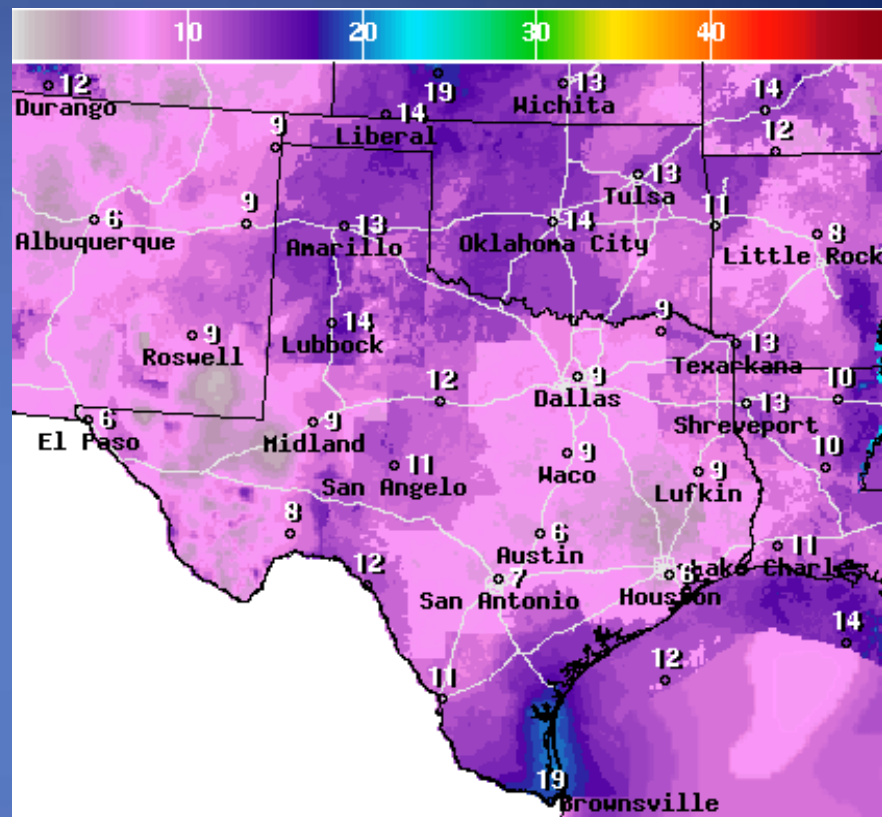 10 20 30 40
12 19 13 14
Durango Wichita
14
Liberal
9 12
13
Tulsa
6 9 13 14 11 8
Albuquerque Amarillo Oklahoma City Little Rock
9 14 9 13
Roswell Lubbock Texarkana
9
Dallas
12 13 10
Shreveport
6 9
El Paso Midland
9 9 10
11 Waco Lufkin
San Angelo
8 6 11
Austin Lake Charles
12 7 6
San Antonio Houston
14
11 12
19
Brownsville